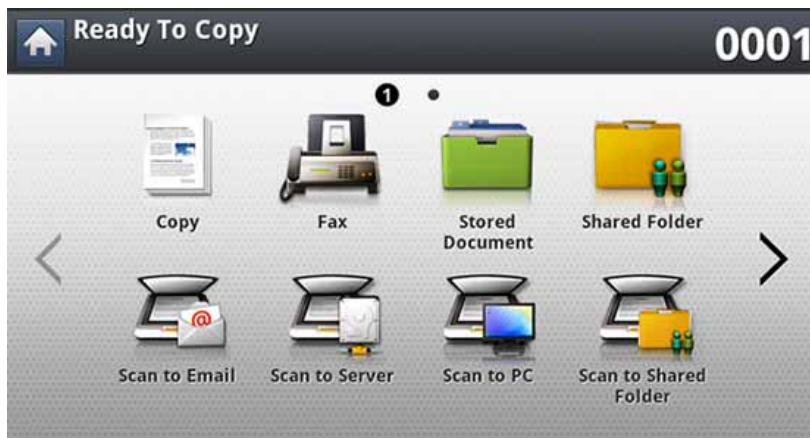 Ready To Copy
0001
1
Copy
Fax
Stored
Document
Shared Folder
@
Scan to Email
Scan to Server
Scan to PC
Scan to Shared
Folder